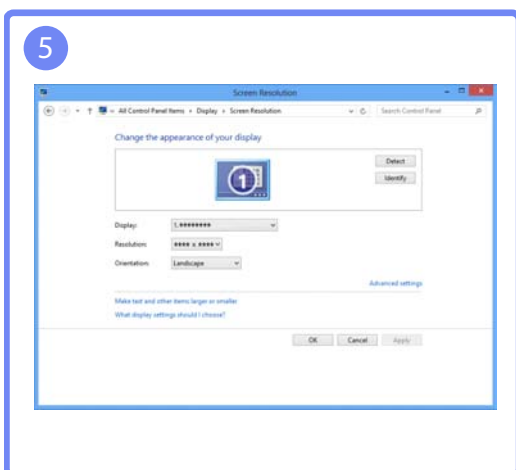 5
Screen Resolution
All Control Panel Items Display Screen Resolution Search Control Panel
Change the appearance of your display
1
Detect
Identify
Display: 1.********
Resolution: **** x ****
Orientation: Landscape
Advanced settings
Make text and other items larger or smaller
What display settings should I choose?
OK Cancel Apply